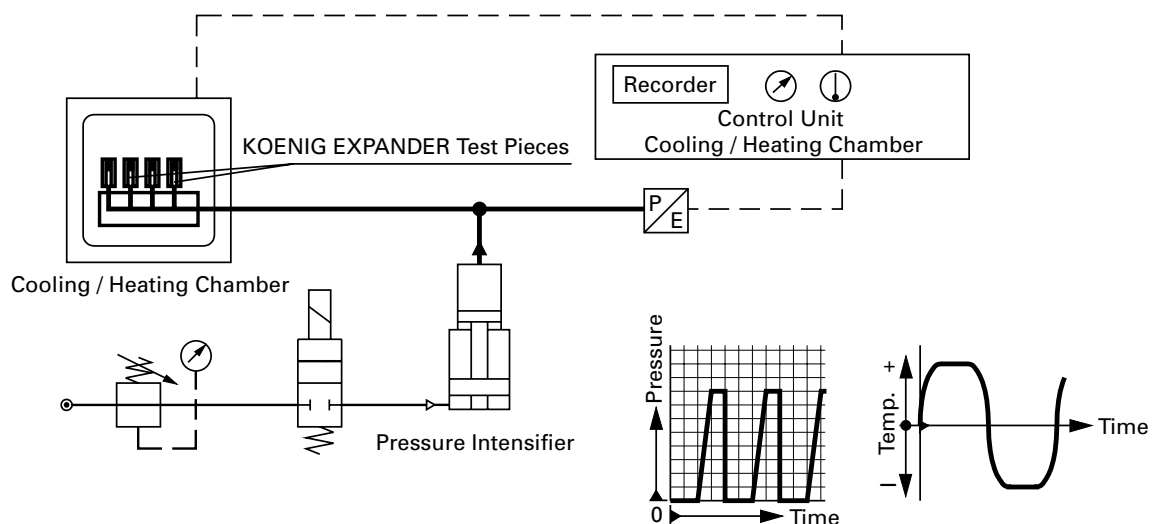 Recorder
Control Unit
Cooling / Heating Chamber
KOENIG EXPANDER Test Pieces
P
E
Cooling / Heating Chamber
Pressure Intensifier
Pressure
0
Time
+
Temp.
Time